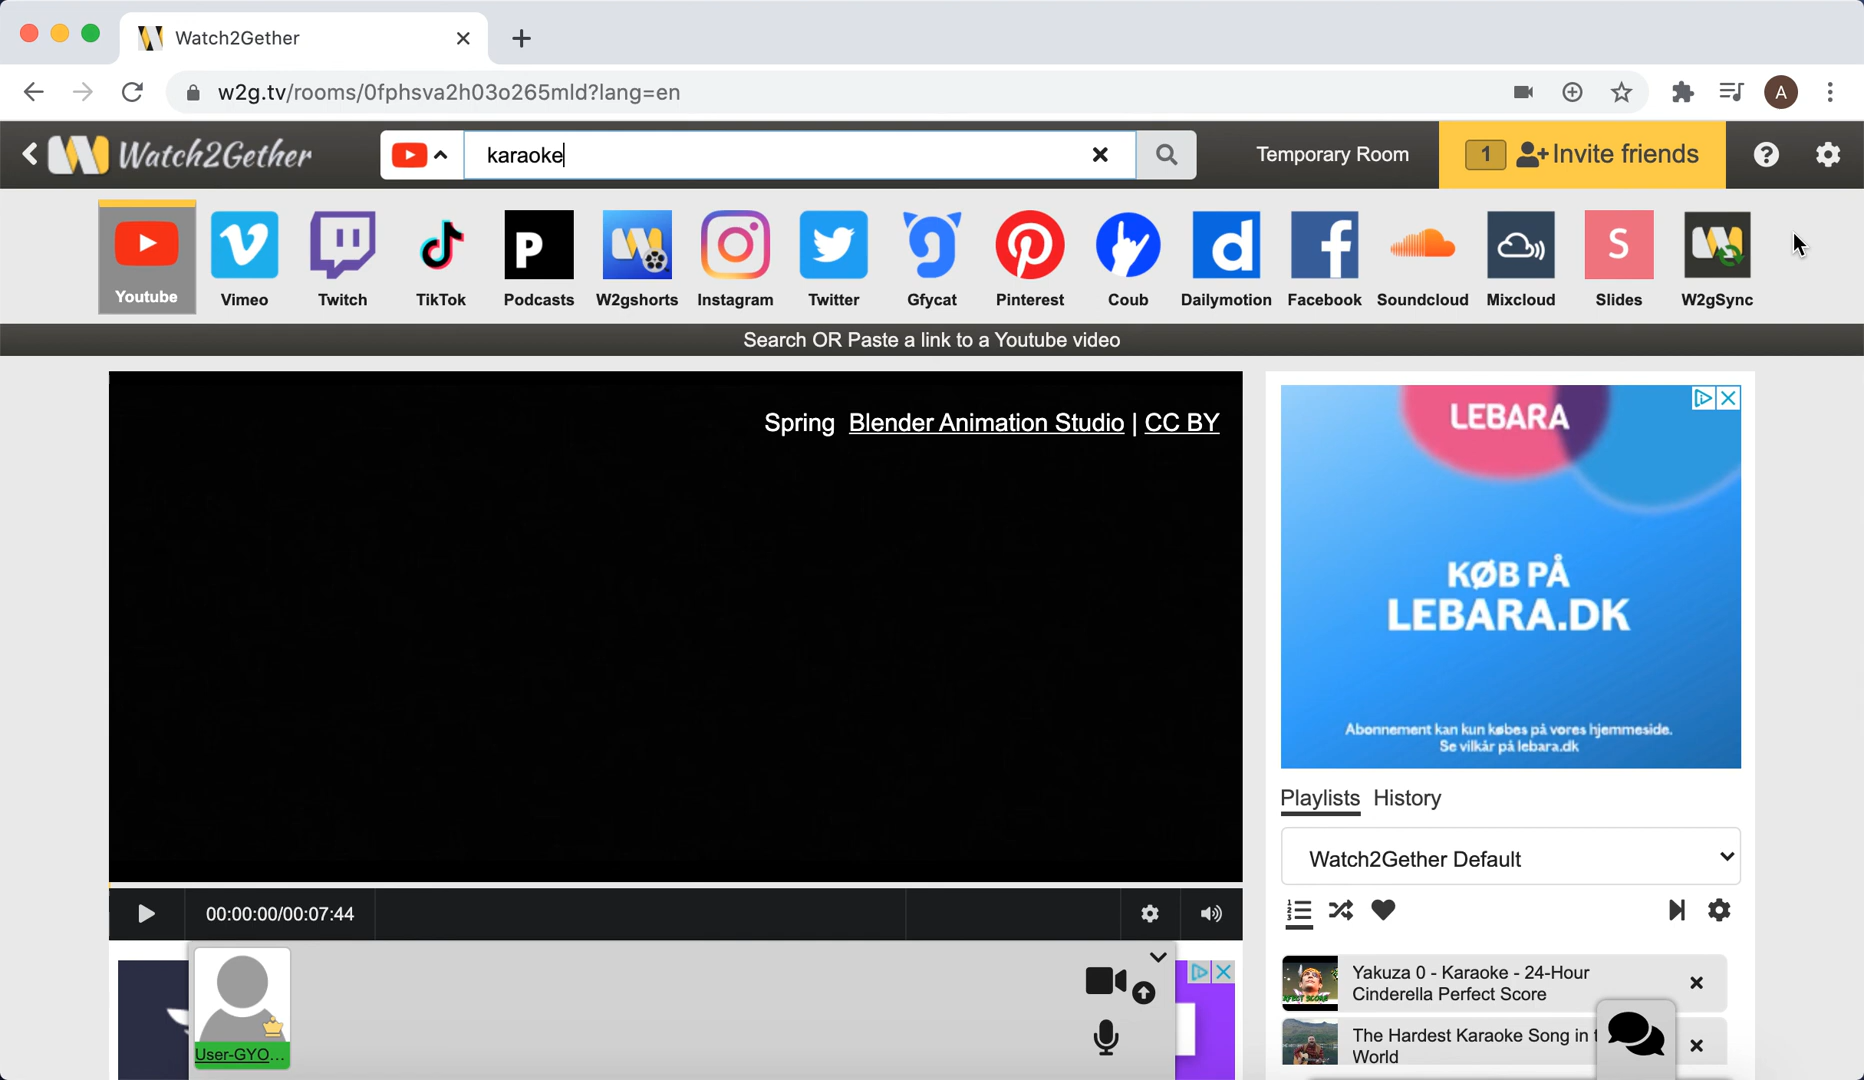 Watch2Gether
w2g.tv/rooms/0fphsva2h03o265mld?lang=en
A
Watch2Gether
karaoke
Temporary Room
1
Invite friends
Youtube
Vimeo
Twitch
TikTok
Podcasts
W2gshorts
Instagram
Twitter
Gfycat
Pinterest
Coub
Dailymotion
Facebook
Soundcloud
Mixcloud
Slides
W2gSync
Search OR Paste a link to a Youtube video
Spring Blender Animation Studio | CC BY
LEBARA
KØB PÅ
LEBARA.DK
Abonnement kan kun købes på vores hjemmeside.
Se vilkår på lebara.dk
Playlists History
Watch2Gether Default
00:00:00/00:07:44
User-GYO...
Yakuza 0 - Karaoke - 24-Hour
Cinderella Perfect Score
The Hardest Karaoke Song in
World